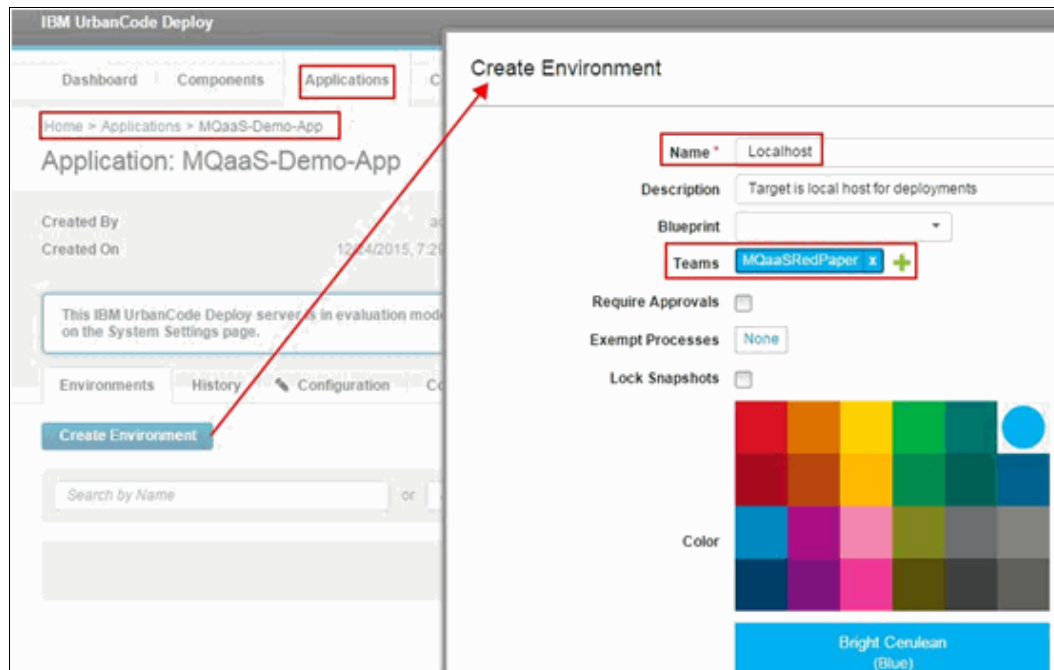 IBM UrbanCode Deploy
Dashboard
Components
Applications
C
Home > Applications > MQaaS-Demo-App
Application: MQaaS-Demo-App
Created By
Created On
This IBM UrbanCode Deploy server is in evaluation mod
on the System Settings page.
Environments
History
Configuration
Co
Create Environment
Search by Name
or
Create Environment
Name *
Localhost
Description
Target is local host for deployments
Blueprint
Teams
MQaaSRedPaper x
Require Approvals
Exempt Processes
None
Lock Snapshots
Color
Bright Cerulean
(Blue)